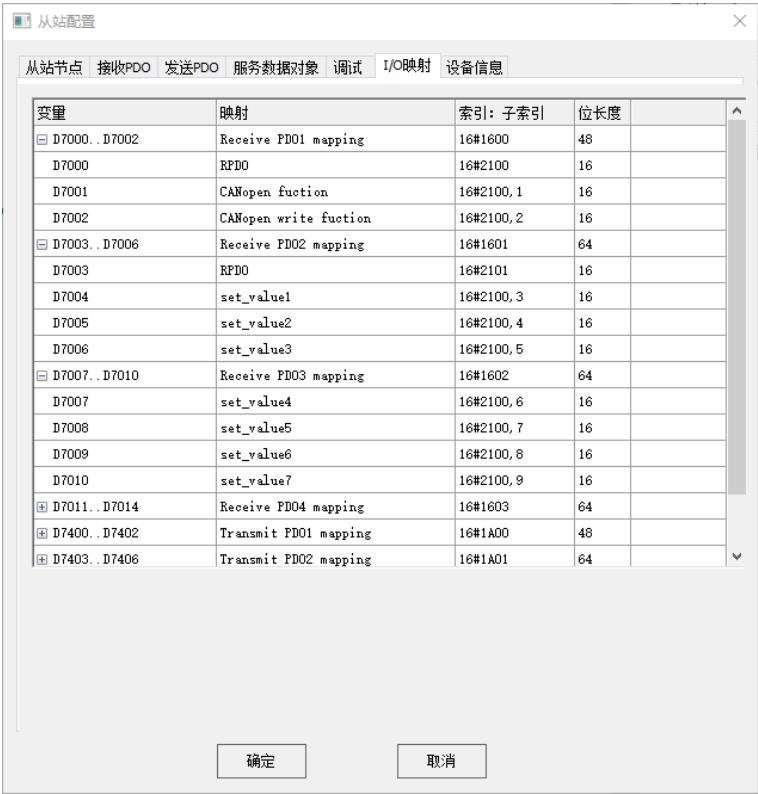 从站配置
从站节点 接收PDO 发送PDO 服务数据对象 调试 I/O映射 设备信息
变量 映射 索引: 子索引 位长度
D7000..D7002 Receive PDO1 mapping 16#1600 48
D7000 RPDO 16#2100 16
D7001 CANopen fuction 16#2100,1 16
D7002 CANopen write fuction 16#2100,2 16
D7003..D7006 Receive PDO2 mapping 16#1601 64
D7003 RPDO 16#2101 16
D7004 set_value1 16#2100,3 16
D7005 set_value2 16#2100,4 16
D7006 set_value3 16#2100,5 16
D7007..D7010 Receive PDO3 mapping 16#1602 64
D7007 set_value4 16#2100,6 16
D7008 set_value5 16#2100,7 16
D7009 set_value6 16#2100,8 16
D7010 set_value7 16#2100,9 16
D7011..D7014 Receive PDO4 mapping 16#1603 64
D7400..D7402 Transmit PDO1 mapping 16#1A00 48
D7403..D7406 Transmit PDO2 mapping 16#1A01 64
确定 取消